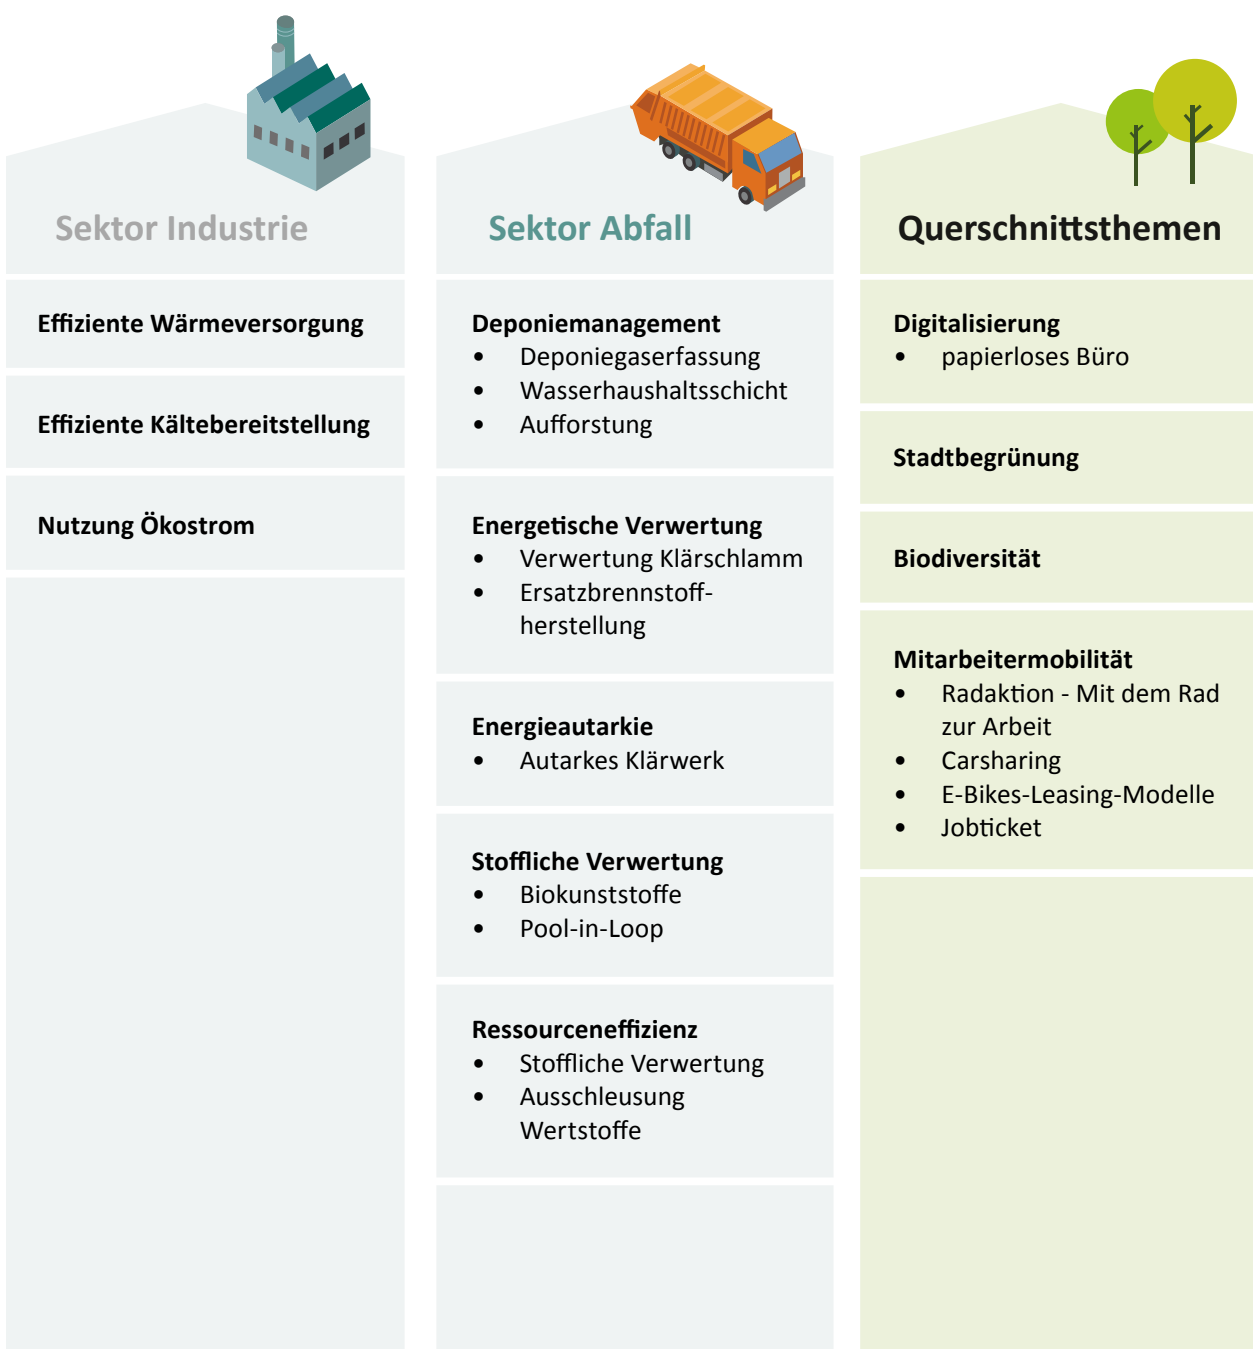 Sektor Industrie
Effiziente Wärmeversorgung
Effiziente Kältebereitstellung
Nutzung Ökostrom
Sektor Abfall
Deponiemanagement
• Deponiegaserfassung
• Wasserhaushaltsschicht
• Aufforstung
Energetische Verwertung
• Verwertung Klärschlamm
• Ersatzbrennstoff-
herstellung
Energieautarkie
• Autarkes Klärwerk
Stoffliche Verwertung
• Biokunststoffe
• Pool-in-Loop
Ressourceneffizienz
• Stoffliche Verwertung
• Ausschleusung
Wertstoffe
Querschnittsthemen
Digitalisierung
• papierloses Büro
Stadtbegrünung
Biodiversität
Mitarbeitermobilität
• Radaktion - Mit dem Rad
zur Arbeit
• Carsharing
• E-Bikes-Leasing-Modelle
• Jobticket